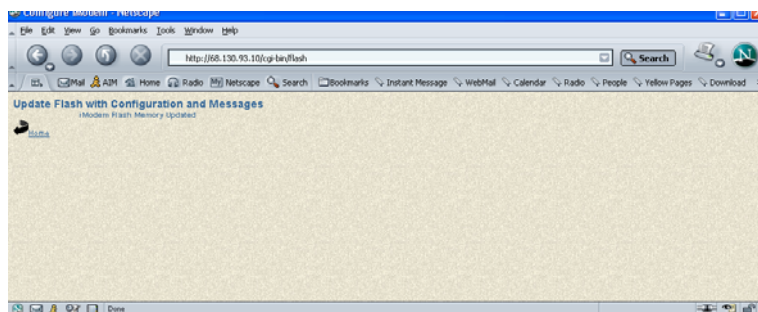 Configure iModem - Netscape
File Edit View Go Bookmarks Tools Window Help
http://68.130.93.10/cgi-bin/flash
Search
N
Mail AIM Home Radio My Netscape Search Bookmarks Instant Message WebMail Calendar Radio People Yellow Pages Download
Update Flash with Configuration and Messages
iModem Flash Memory Updated
Home
Done